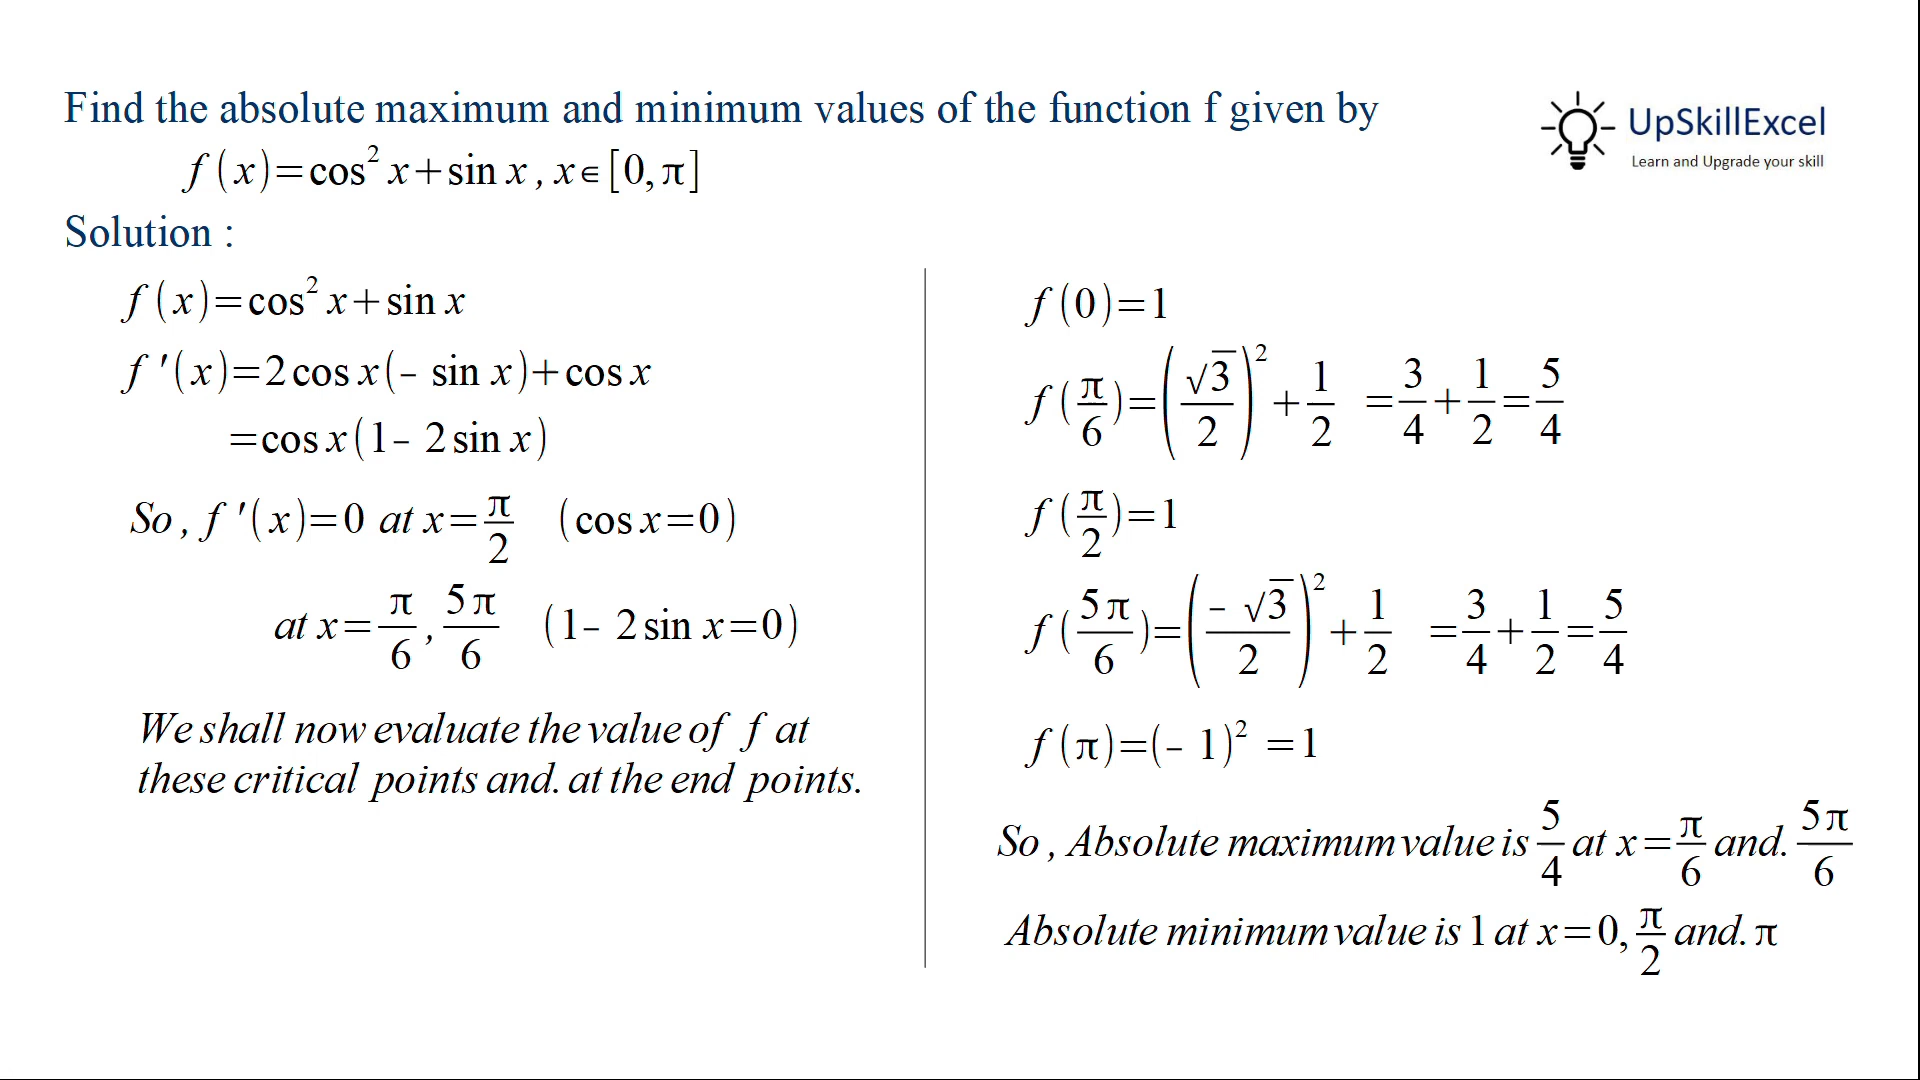 Find the absolute maximum and minimum values of the function f given by
f(x)=cos² x+sin x, x∈[0,π]
UpSkillExcel
Learn and Upgrade your skill
Solution :
f(x)=cos² x+sin x
f '(x)=2cos x(– sin x)+cos x
=cos x(1– 2sin x)
So, f '(x)=0 at x=π/2 (cos x=0)
at x=π/6, 5π/6 (1– 2sin x=0)
We shall now evaluate the value of f at
these critical points and. at the end points.
f(0)=1
f(π/6)=(√3/2)²+1/2 =3/4+1/2=5/4
f(π/2)=1
f(5π/6)=(– √3/2)²+1/2 =3/4+1/2=5/4
f(π)=(– 1)² =1
So, Absolute maximum value is 5/4 at x=π/6 and. 5π/6
Absolute minimum value is 1 at x=0, π/2 and. π